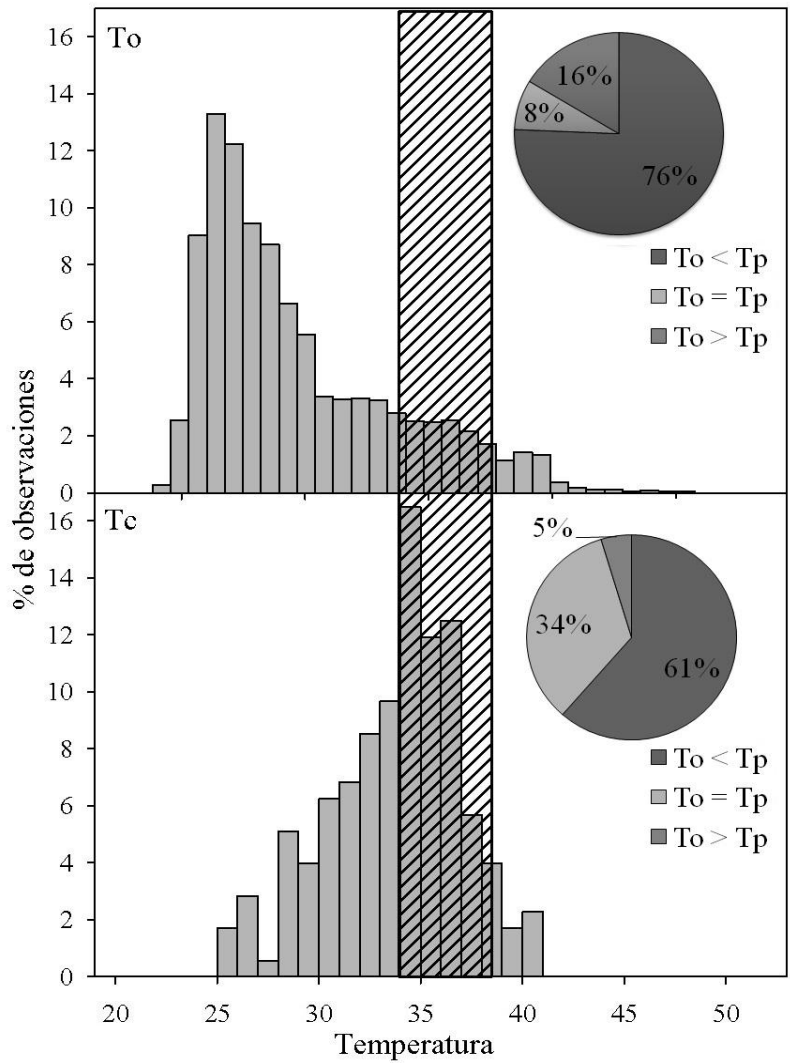 To
16
14
12
10
8
6
4
2
0
16%
8%
76%
To < Tp
To = Tp
To > Tp
% de observaciones
Tc
16
14
12
10
8
6
4
2
0
5%
34%
61%
To < Tp
To = Tp
To > Tp
20 25 30 35 40 45 50
Temperatura